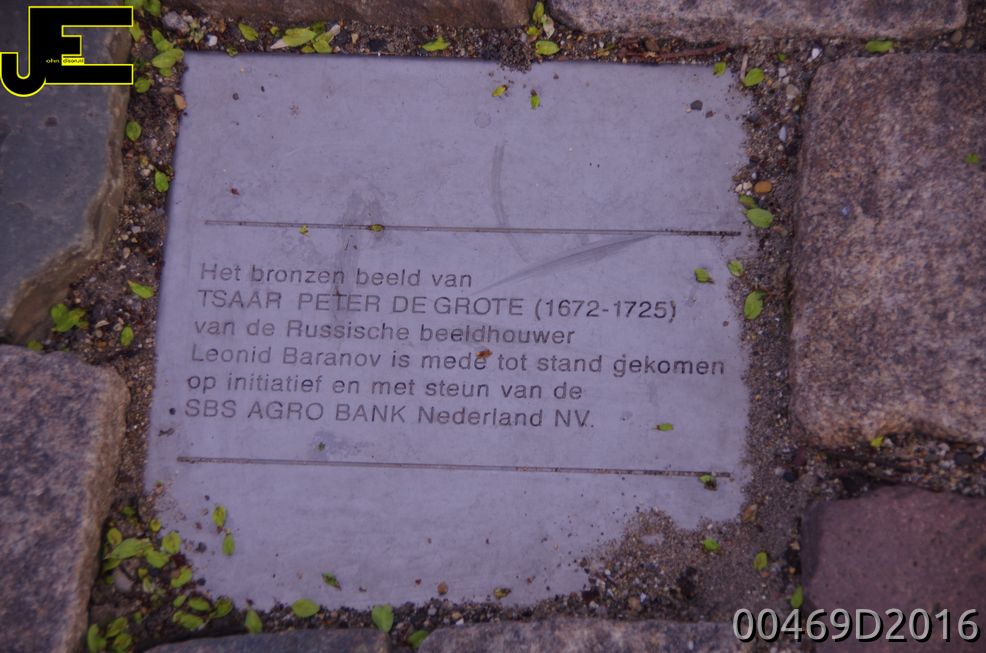 JE
Het bronzen beeld van
TSAAR PETER DE GROTE (1672-1725)
van de Russische beeldhouwer
Leonid Baranov is mede tot stand gekomen
op initiatief en met steun van de
SBS AGRO BANK Nederland NV.
00469D2016